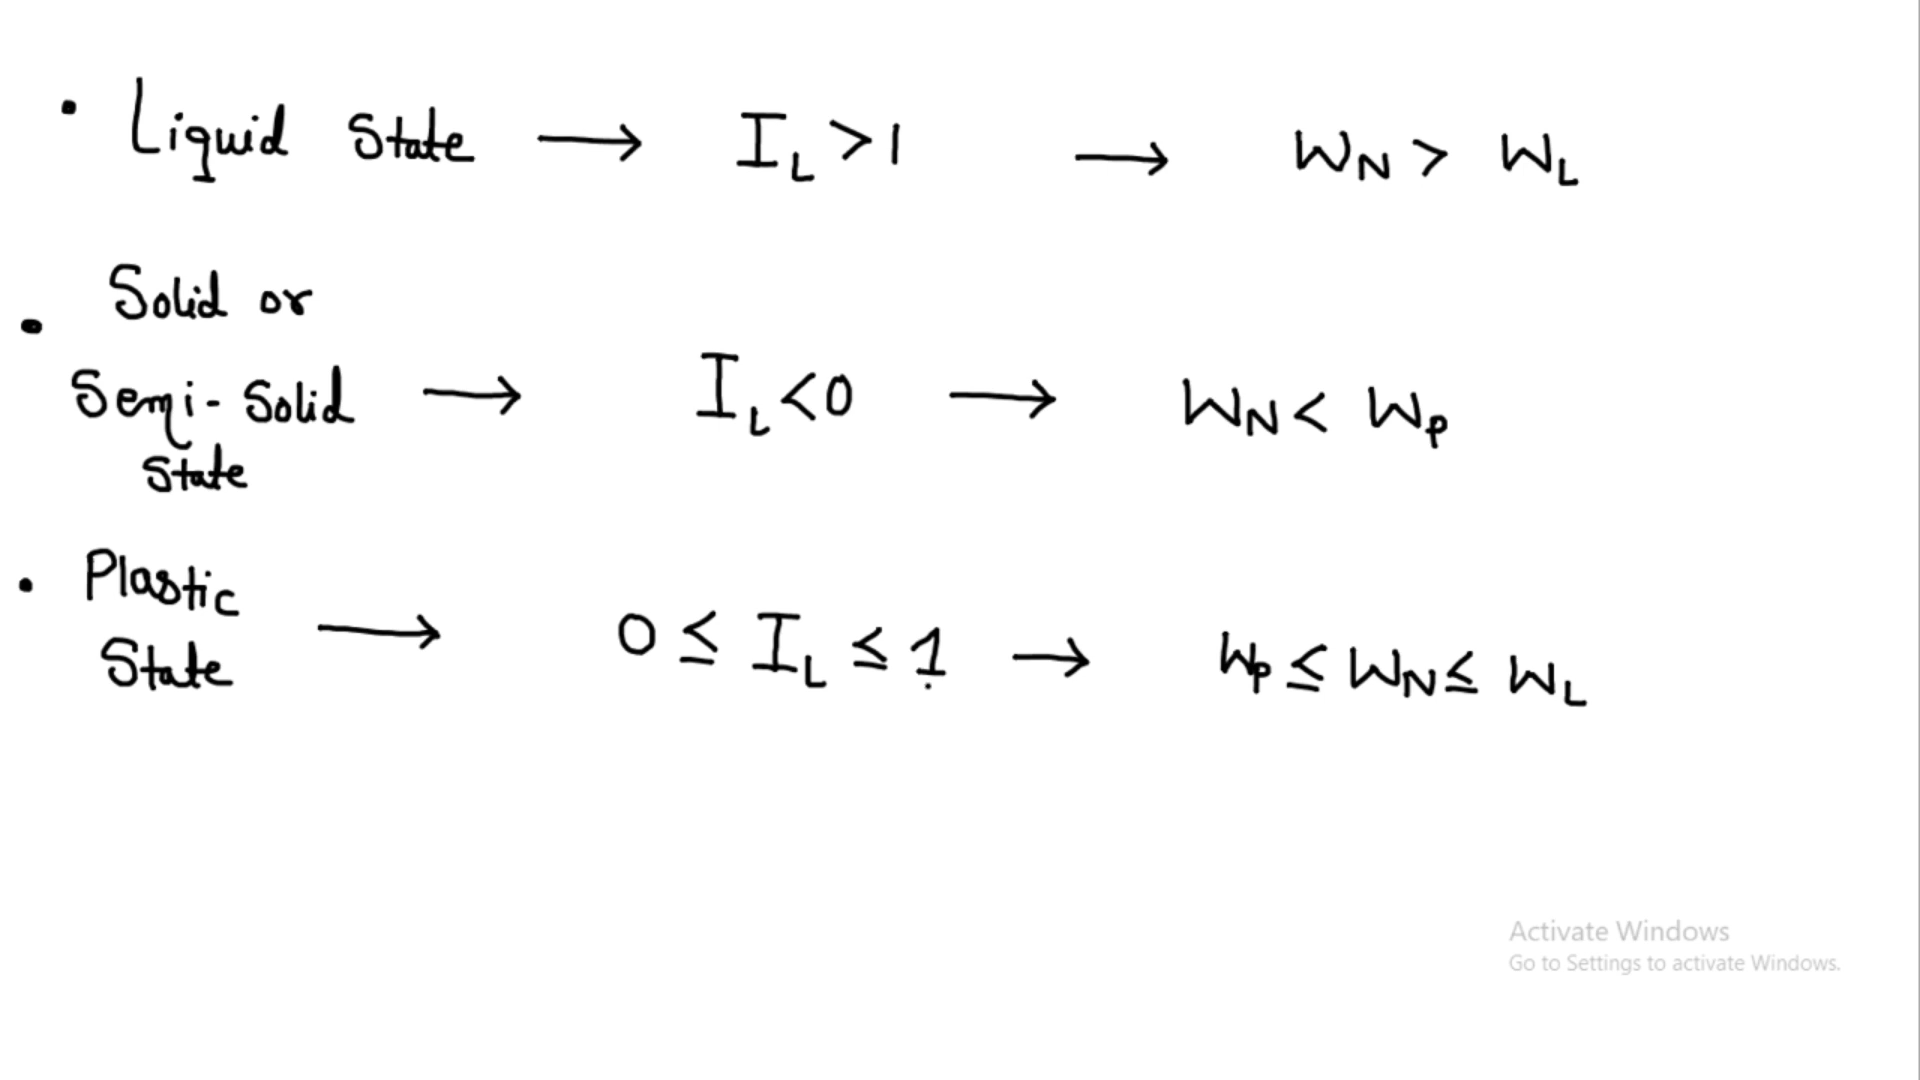 • Liquid State → I_L > 1 → W_N > W_L
Solid or
• Semi-Solid → I_L < 0 → W_N < W_P
State
• Plastic
State → 0 ≤ I_L ≤ 1 → W_P ≤ W_N ≤ W_L
Activate Windows
Go to Settings to activate Windows.